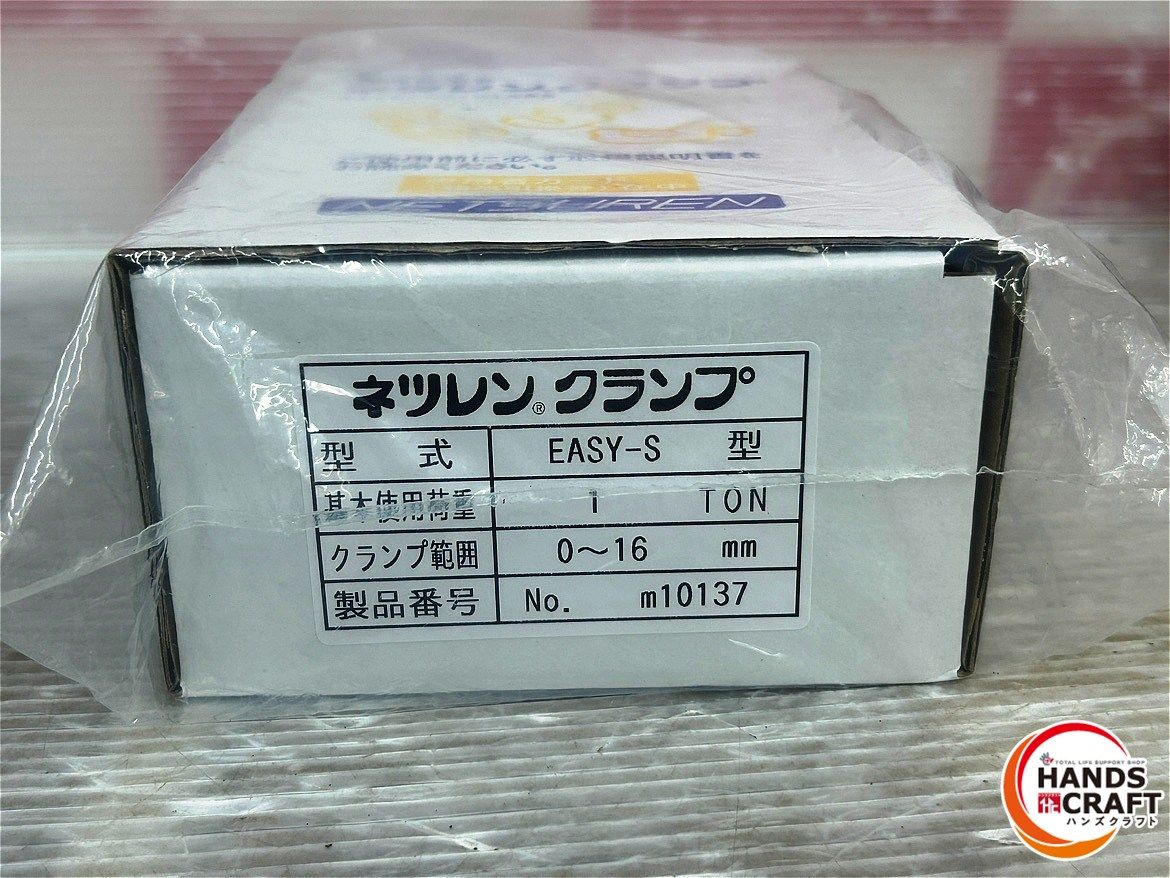 NETSUREN
ネツレン® クランプ
型 式 EASY-S 型
基本使用荷重 1 TON
クランプ範囲 0～16 mm
製品番号 No. m10137
TOTAL LIFE SUPPORT SHOP
HANDS
CRAFT
ハンズクラフト